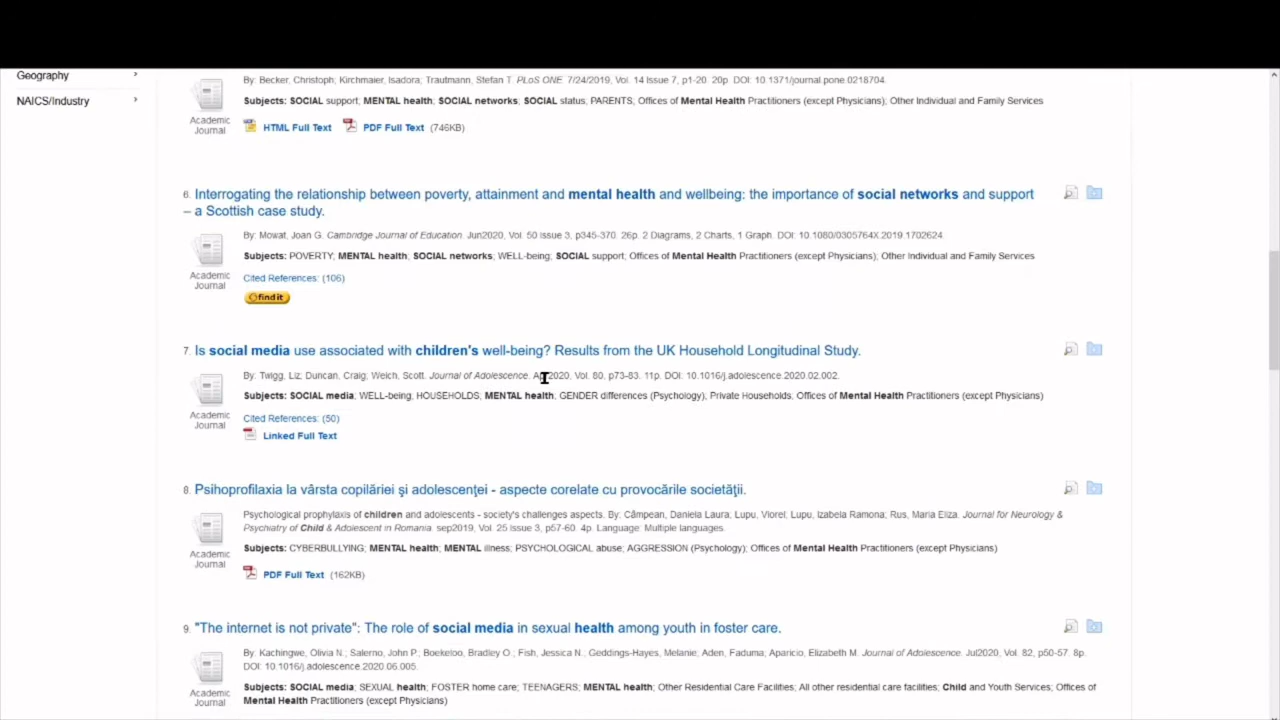 Geography
NAICS/Industry
By: Becker, Christoph; Kirchmaier, Isadora; Trautmann, Stefan T. PLoS ONE. 7/24/2019, Vol. 14 Issue 7, p1-20. 20p. DOI: 10.1371/journal.pone.0218704.
Academic
Journal
Subjects: SOCIAL support; MENTAL health; SOCIAL networks; SOCIAL status; PARENTS; Offices of Mental Health Practitioners (except Physicians); Other Individual and Family Services
HTML Full Text PDF Full Text (746KB)
6. Interrogating the relationship between poverty, attainment and mental health and wellbeing: the importance of social networks and support
– a Scottish case study.
By: Mowat, Joan G. Cambridge Journal of Education. Jun2020, Vol. 50 Issue 3, p345-370. 26p. 2 Diagrams, 2 Charts, 1 Graph. DOI: 10.1080/0305764X.2019.1702624.
Academic
Journal
Subjects: POVERTY; MENTAL health; SOCIAL networks; WELL-being; SOCIAL support; Offices of Mental Health Practitioners (except Physicians); Other Individual and Family Services
Cited References: (106)
find it
7. Is social media use associated with children's well-being? Results from the UK Household Longitudinal Study.
By: Twigg, Liz; Duncan, Craig; Welch, Scott. Journal of Adolescence. 2020, Vol. 80, p73-83. 11p. DOI: 10.1016/j.adolescence.2020.02.002.
Academic
Journal
Subjects: SOCIAL media; WELL-being; HOUSEHOLDS; MENTAL health; GENDER differences (Psychology); Private Households; Offices of Mental Health Practitioners (except Physicians)
Cited References: (50)
Linked Full Text
8. Psihoprofilaxia la vârsta copilăriei şi adolescenţei - aspecte corelate cu provocările societăţii.
Psychological prophylaxis of children and adolescents - society's challenges aspects. By: Câmpean, Daniela Laura; Lupu, Viorel; Lupu, Izabela Ramona; Rus, Maria Eliza. Journal for Neurology &
Psychiatry of Child & Adolescent in Romania. sep2019, Vol. 25 Issue 3, p57-60. 4p. Language: Multiple languages.
Academic
Journal
Subjects: CYBERBULLYING; MENTAL health; MENTAL illness; PSYCHOLOGICAL abuse; AGGRESSION (Psychology); Offices of Mental Health Practitioners (except Physicians)
PDF Full Text (162KB)
9. "The internet is not private": The role of social media in sexual health among youth in foster care.
By: Kachingwe, Olivia N.; Salerno, John P.; Boekeloo, Bradley O.; Fish, Jessica N.; Geddings-Hayes, Melanie; Aden, Faduma; Aparicio, Elizabeth M. Journal of Adolescence. Jul2020, Vol. 82, p50-57. 8p.
DOI: 10.1016/j.adolescence.2020.06.005.
Academic
Journal
Subjects: SOCIAL media; SEXUAL health; FOSTER home care; TEENAGERS; MENTAL health; Other Residential Care Facilities; All other residential care facilities; Child and Youth Services; Offices of
Mental Health Practitioners (except Physicians)